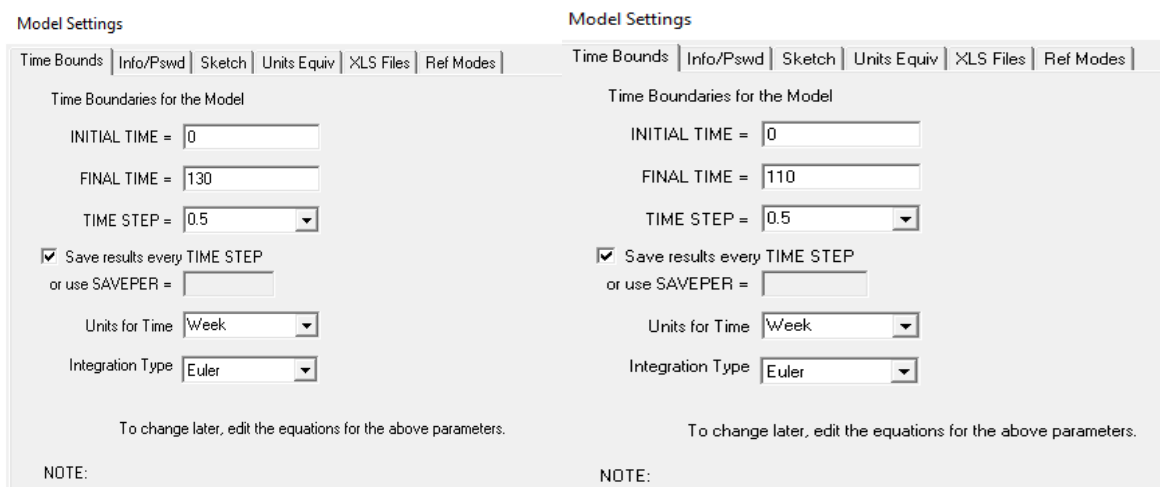 Model Settings
Time Bounds Info/Pswd Sketch Units Equiv XLS Files Ref Modes
Time Boundaries for the Model
INITIAL TIME = 0
FINAL TIME = 130
TIME STEP = 0.5
Save results every TIME STEP
or use SAVEPER =
Units for Time Week
Integration Type Euler
To change later, edit the equations for the above parameters.
NOTE:
Model Settings
Time Bounds Info/Pswd Sketch Units Equiv XLS Files Ref Modes
Time Boundaries for the Model
INITIAL TIME = 0
FINAL TIME = 110
TIME STEP = 0.5
Save results every TIME STEP
or use SAVEPER =
Units for Time Week
Integration Type Euler
To change later, edit the equations for the above parameters.
NOTE: